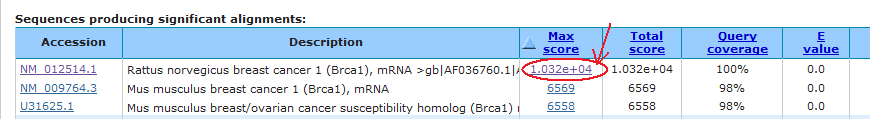 Sequences producing significant alignments:
Accession Description Max score Total score Query coverage E value
NM_012514.1 Rattus norvegicus breast cancer 1 (Brca1), mRNA >gb|AF036760.1| 1.032e+04 1.032e+04 100% 0.0
NM_009764.3 Mus musculus breast cancer 1 (Brca1), mRNA 6569 6569 98% 0.0
U31625.1 Mus musculus breast/ovarian cancer susceptibility homolog (Brca1) 6558 6558 98% 0.0